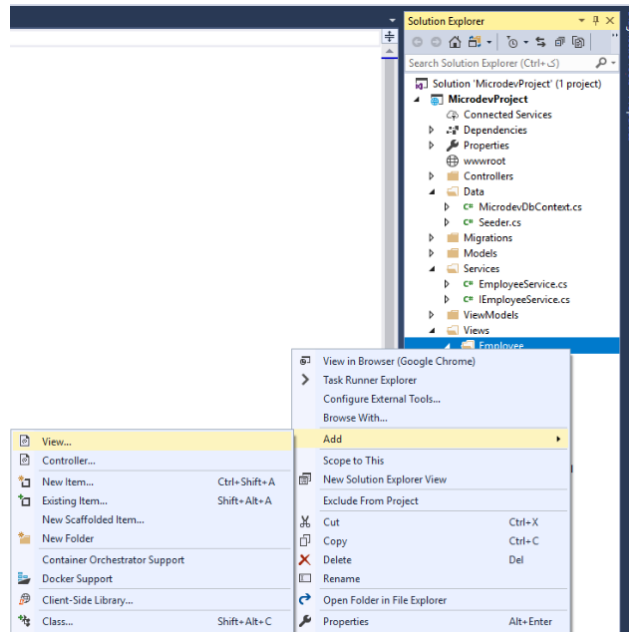 Solution Explorer
Search Solution Explorer (Ctrl+ک)
Solution 'MicrodevProject' (1 project)
MicrodevProject
Connected Services
Dependencies
Properties
wwwroot
Controllers
Data
C# MicrodevDbContext.cs
C# Seeder.cs
Migrations
Models
Services
C# EmployeeService.cs
C# IEmployeeService.cs
ViewModels
Views
Employee
View in Browser (Google Chrome)
Task Runner Explorer
Configure External Tools...
Browse With...
Add
Scope to This
New Solution Explorer View
Exclude From Project
Cut Ctrl+X
Copy Ctrl+C
Delete Del
Rename
Open Folder in File Explorer
Properties Alt+Enter
View...
Controller...
New Item... Ctrl+Shift+A
Existing Item... Shift+Alt+A
New Scaffolded Item...
New Folder
Container Orchestrator Support
Docker Support
Client-Side Library...
Class... Shift+Alt+C